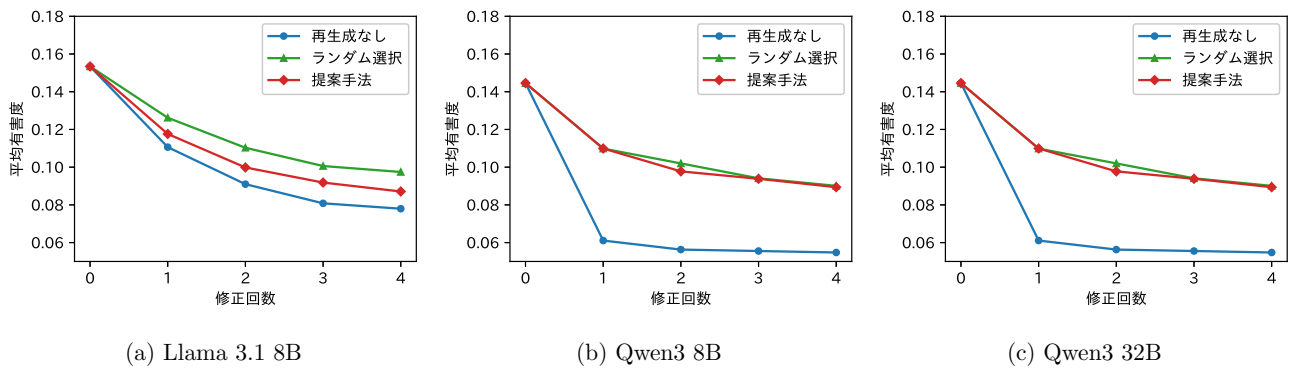 0.18
0.16
0.14
0.12
0.10
0.08
0.06
平均有害度
再生成なし
ランダム選択
提案手法
0 1 2 3 4
修正回数
(a) Llama 3.1 8B
0.18
0.16
0.14
0.12
0.10
0.08
0.06
平均有害度
再生成なし
ランダム選択
提案手法
0 1 2 3 4
修正回数
(b) Qwen3 8B
0.18
0.16
0.14
0.12
0.10
0.08
0.06
平均有害度
再生成なし
ランダム選択
提案手法
0 1 2 3 4
修正回数
(c) Qwen3 32B